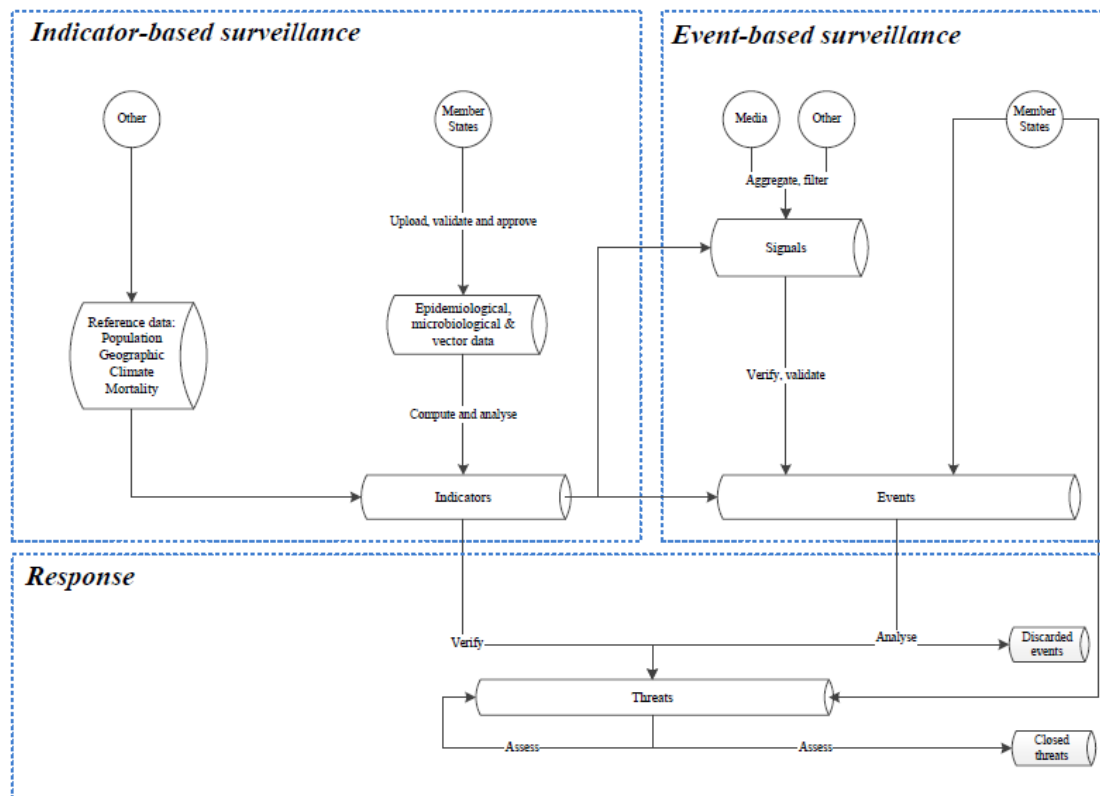 Indicator-based surveillance
Other
Member
States
Upload, validate and approve
Reference data:
Population
Geographic
Climate
Mortality
Epidemiological,
microbiological &
vector data
Compute and analyse
Indicators
Event-based surveillance
Media
Other
Member
States
Aggregate, filter
Signals
Verify, validate
Events
Response
Verify
Analyse
Discarded
events
Threats
Assess
Assess
Closed
threats